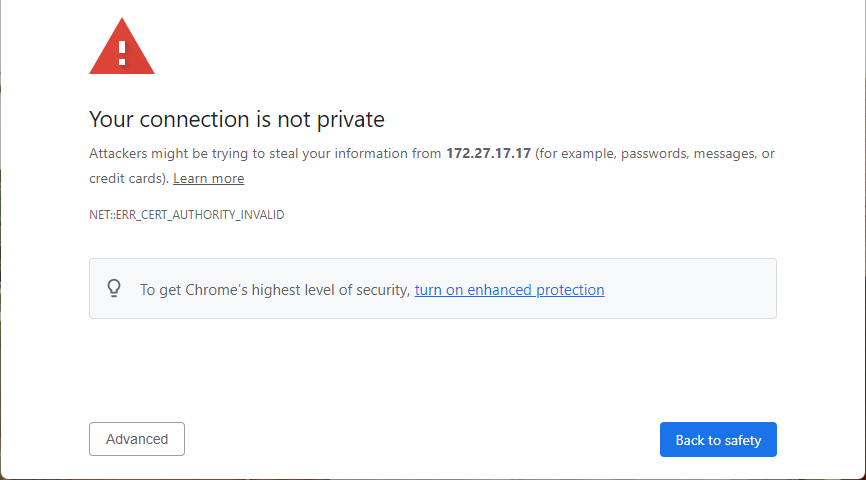 Your connection is not private
Attackers might be trying to steal your information from 172.27.17.17 (for example, passwords, messages, or
credit cards). Learn more
NET::ERR_CERT_AUTHORITY_INVALID
To get Chrome's highest level of security, turn on enhanced protection
Advanced
Back to safety